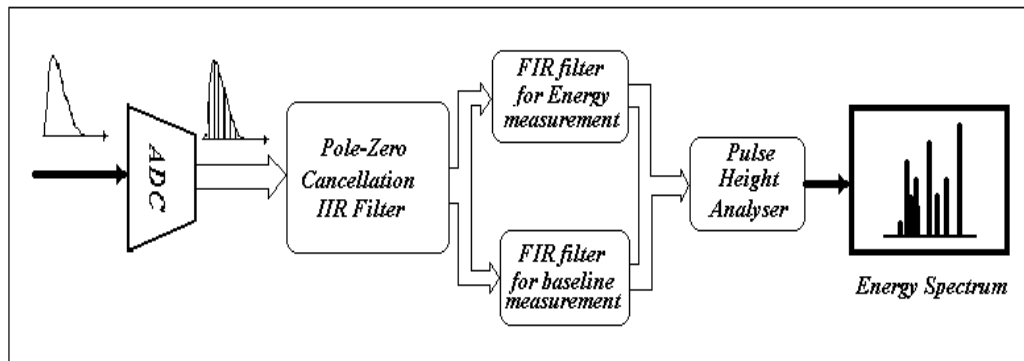 ADC
Pole-Zero
Cancellation
IIR Filter
FIR filter
for Energy
measurement
FIR filter
for baseline
measurement
Pulse
Height
Analyser
Energy Spectrum